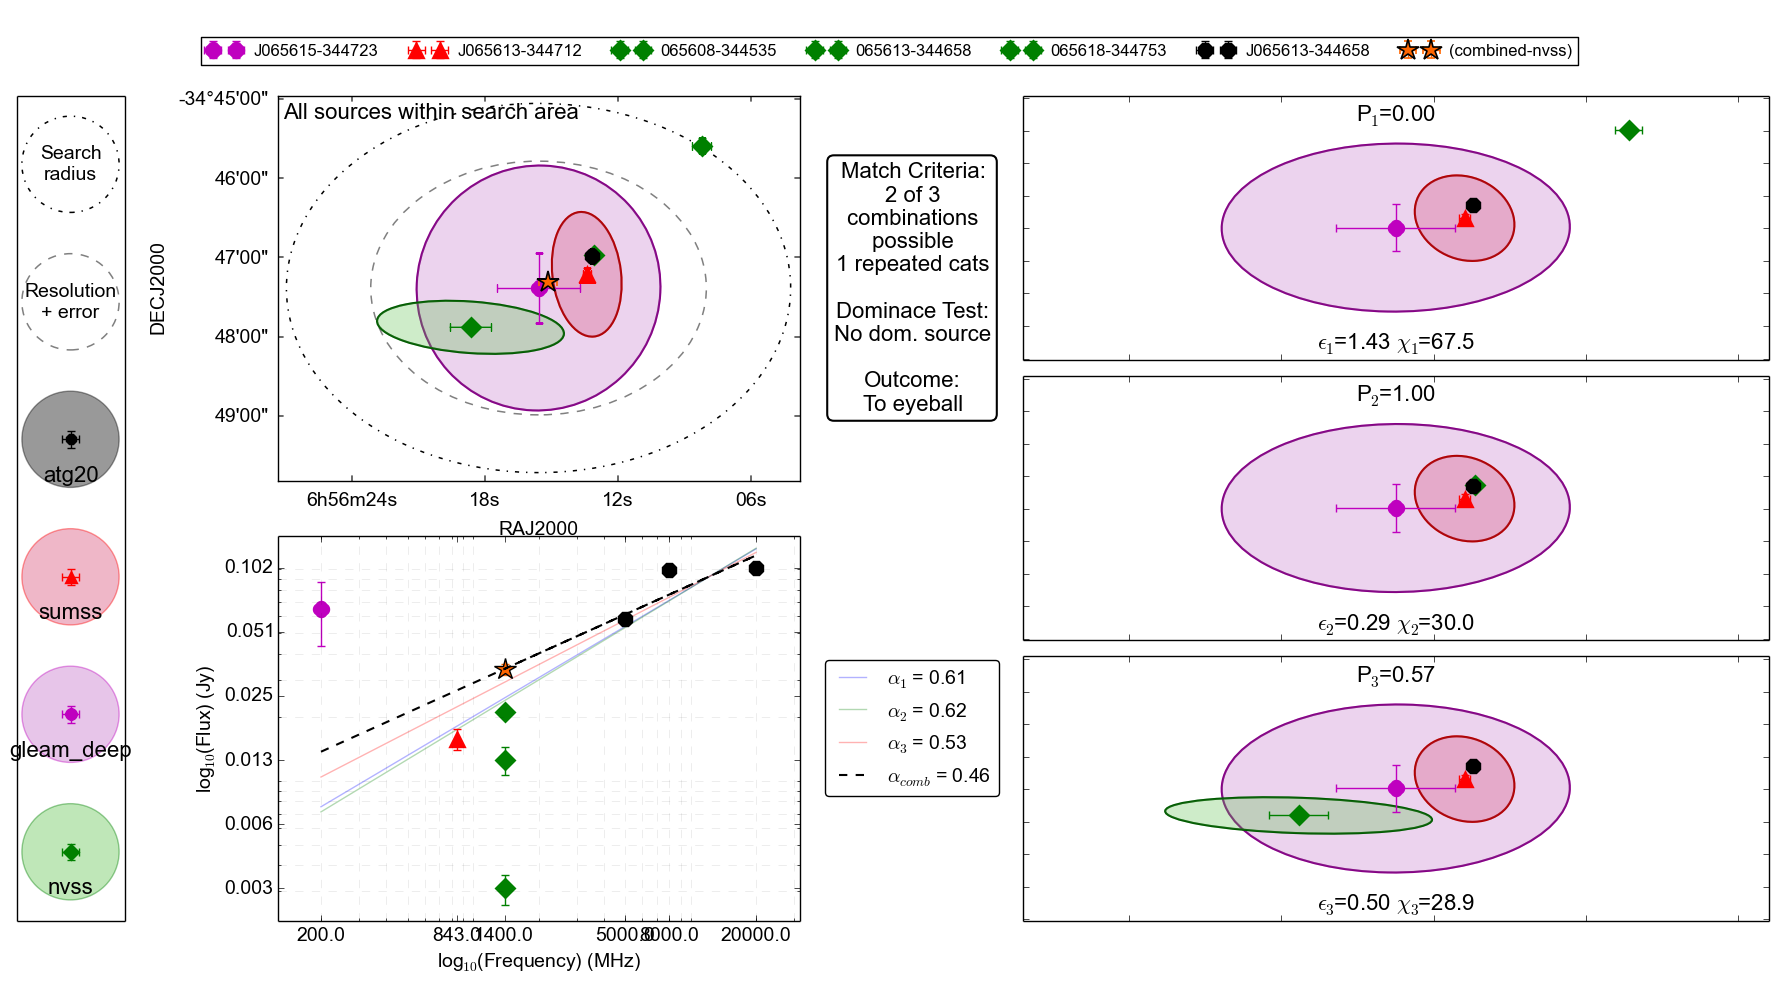 J065615-344723
J065613-344712
065608-344535
065613-344658
065618-344753
J065613-344658
(combined-nvss)
Search
radius
Resolution
+ error
atg20
sumss
gleam_deep
nvss
All sources within search area
DECJ2000
-34°45'00"
46'00"
47'00"
48'00"
49'00"
6h56m24s
18s
12s
06s
RAJ2000
Match Criteria:
2 of 3
combinations
possible
1 repeated cats
Dominace Test:
No dom. source
Outcome:
To eyeball
log₁₀(Flux) (Jy)
0.102
0.051
0.025
0.013
0.006
0.003
200.0
843.0
1400.0
5000.0
8000.0
20000.0
log₁₀(Frequency) (MHz)
α₁ = 0.61
α₂ = 0.62
α₃ = 0.53
α_comb = 0.46
P₁=0.00
ϵ₁=1.43 χ₁=67.5
P₂=1.00
ϵ₂=0.29 χ₂=30.0
P₃=0.57
ϵ₃=0.50 χ₃=28.9